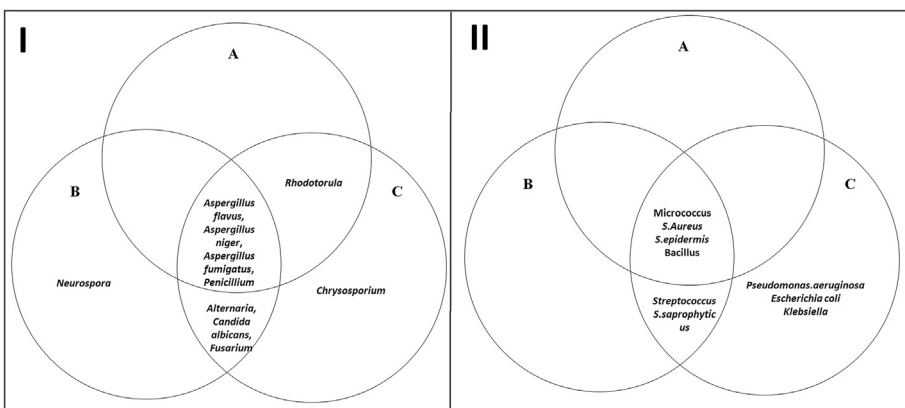 I
A
B
C
Rhodotorula
Aspergillus
flavus,
Aspergillus
niger,
Aspergillus
fumigatus,
Penicillium
Neurospora
Chrysosporium
Alternaria,
Candida
albicans,
Fusarium
II
A
B
C
Micrococcus
S.Aureus
S.epidermis
Bacillus
Pseudomonas.aeruginosa
Escherichia coli
Klebsiella
Streptococcus
S.saprophytic
us